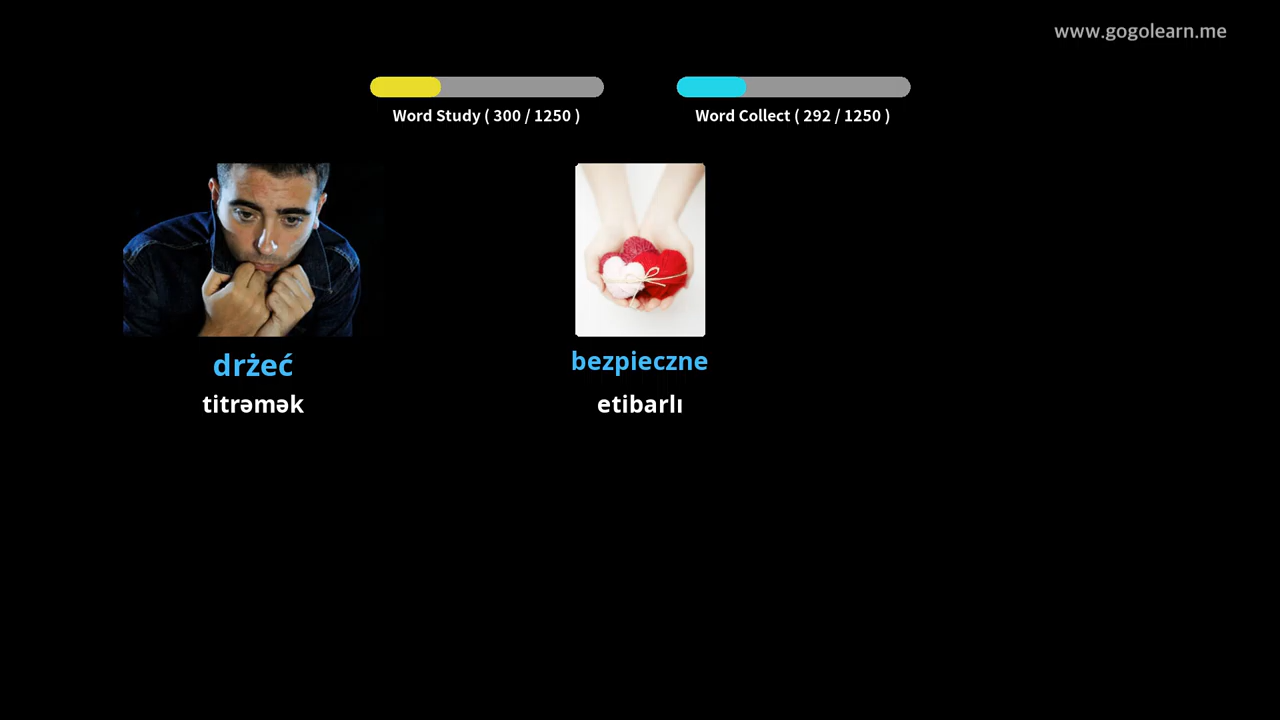 www.gogolearn.me
Word Study ( 300 / 1250 )
Word Collect ( 292 / 1250 )
drżeć
titrəmək
bezpieczne
etibarlı